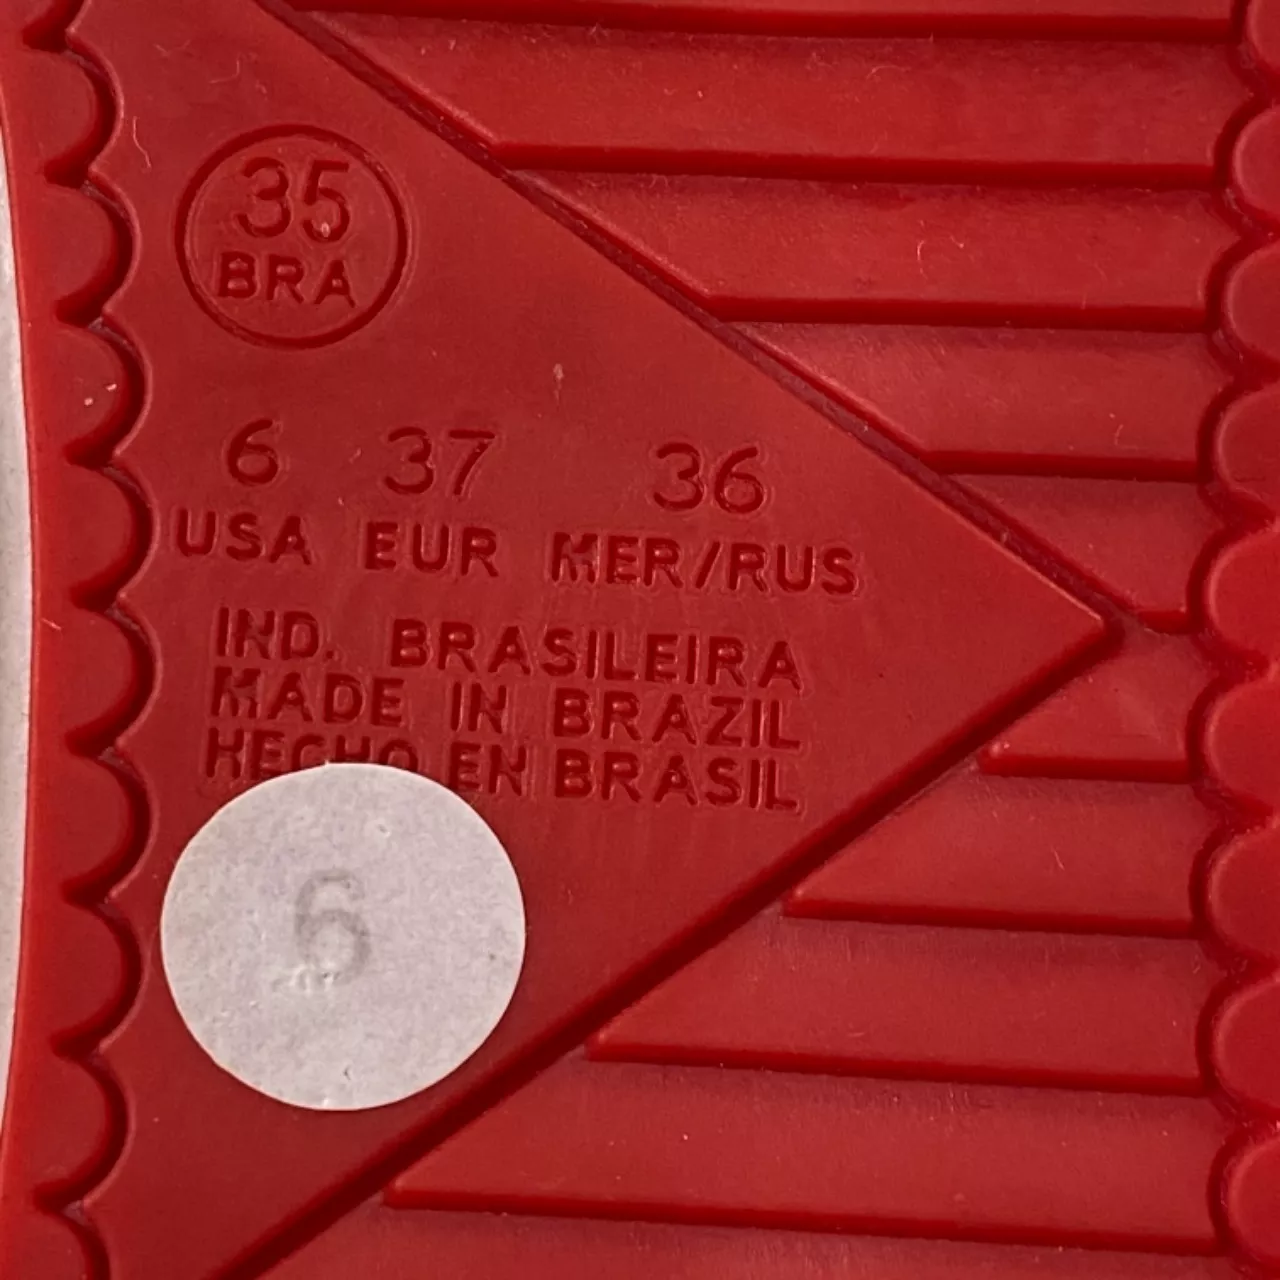 35
BRA
6 37 36
USA EUR MER/RUS
IND. BRASILEIRA
MADE IN BRAZIL
HECHO EN BRASIL
6